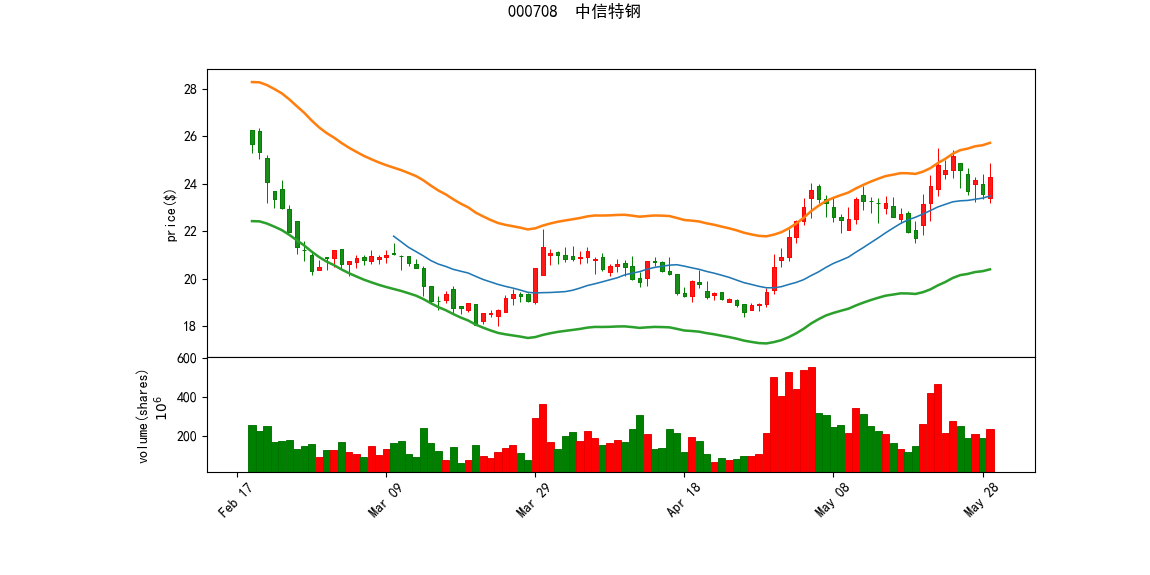 000708 中信特钢
price($)
28
26
24
22
20
18
volume(shares)
10^6
600
400
200
Feb 17
Mar 09
Mar 29
Apr 18
May 08
May 28